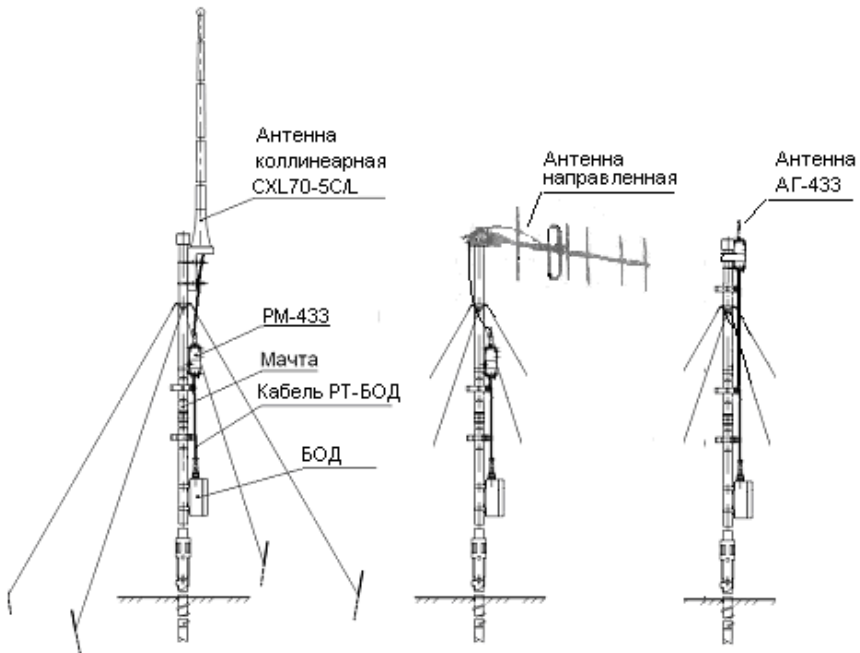 Антенна
коллинеарная
CXL70-5C/L
РМ-433
Мачта
Кабель РТ-БОД
БОД
Антенна
направленная
Антенна
АГ-433